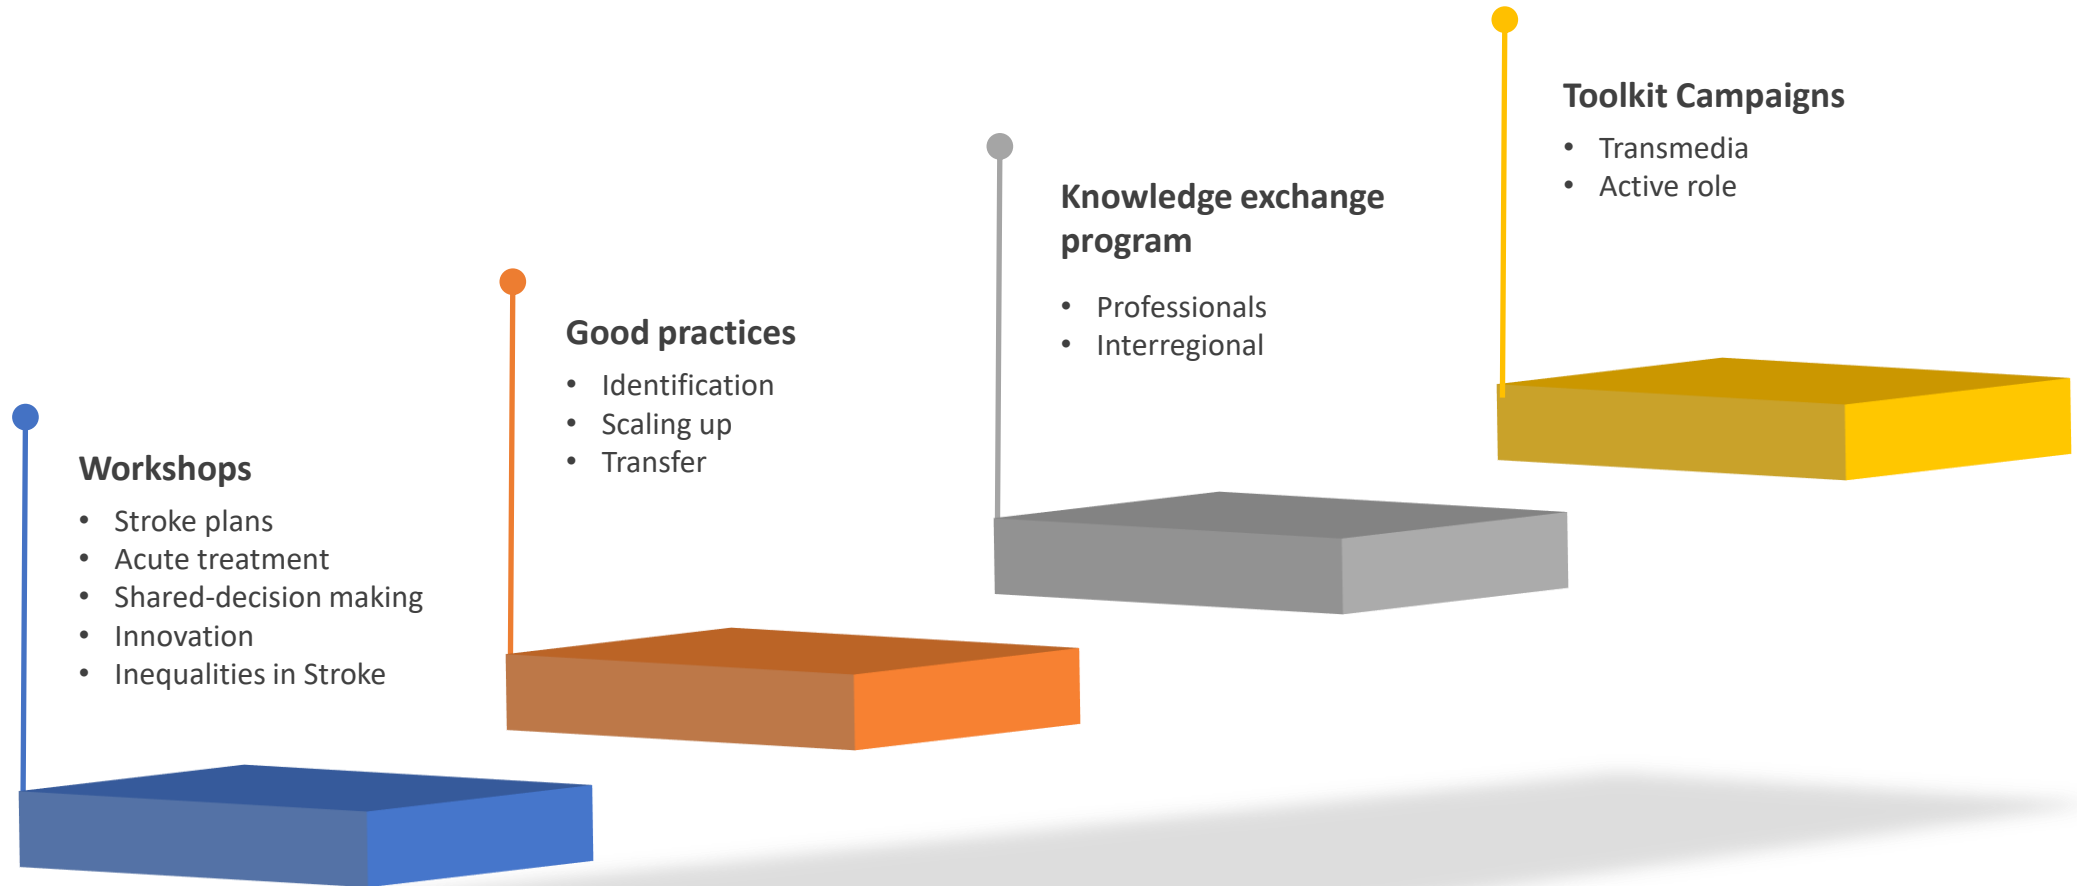 Workshops
• Stroke plans
• Acute treatment
• Shared-decision making
• Innovation
• Inequalities in Stroke
Good practices
• Identification
• Scaling up
• Transfer
Knowledge exchange
program
• Professionals
• Interregional
Toolkit Campaigns
• Transmedia
• Active role